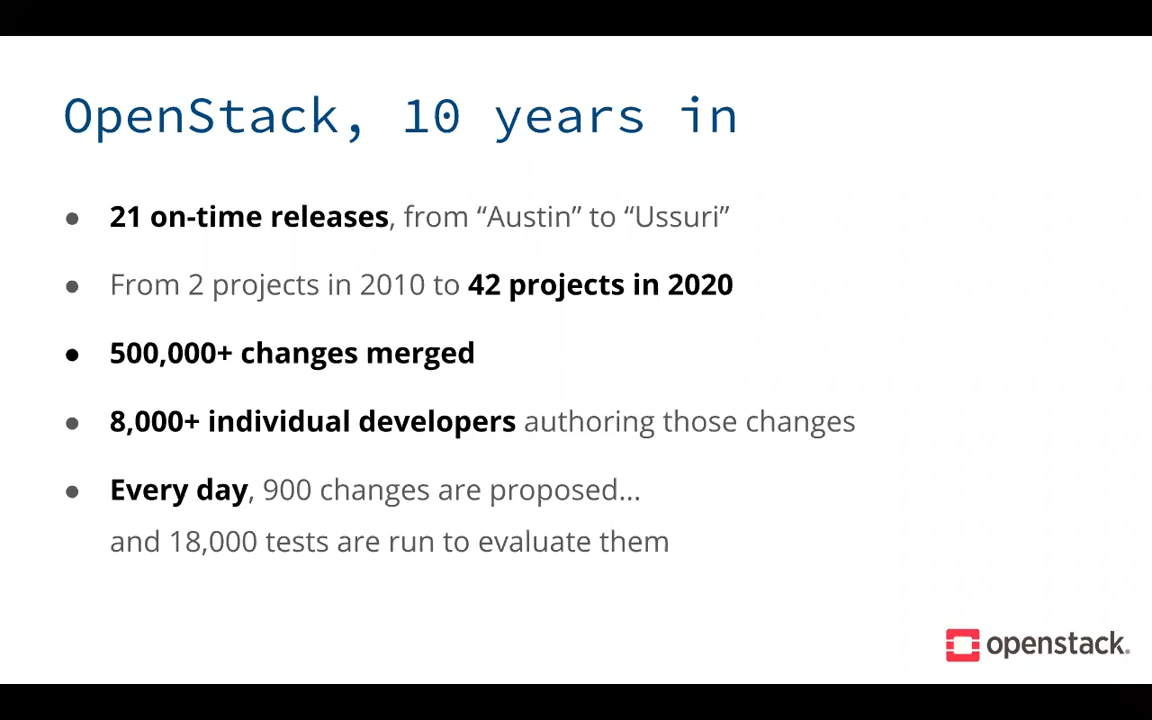 OpenStack, 10 years in
● 21 on-time releases, from “Austin” to “Ussuri”
● From 2 projects in 2010 to 42 projects in 2020
● 500,000+ changes merged
● 8,000+ individual developers authoring those changes
● Every day, 900 changes are proposed...
and 18,000 tests are run to evaluate them
openstack.